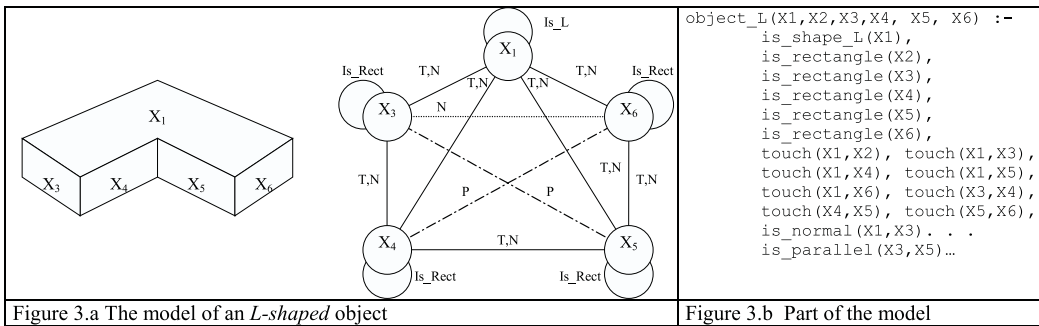 X1
X3
X4
X5
X6
Is_L
X1
Is_Rect
T,N
T,N
T,N
T,N
Is_Rect
X3
N
X6
T,N
T,N
T,N
P
P
X4
T,N
X5
Is_Rect
Is_Rect
object_L(X1,X2,X3,X4, X5, X6) :-
is_shape_L(X1),
is_rectangle(X2),
is_rectangle(X3),
is_rectangle(X4),
is_rectangle(X5),
is_rectangle(X6),
touch(X1,X2), touch(X1,X3),
touch(X1,X4), touch(X1,X5),
touch(X1,X6), touch(X3,X4),
touch(X4,X5), touch(X5,X6),
is_normal(X1,X3). . .
is_parallel(X3,X5)…
Figure 3.a The model of an L-shaped object
Figure 3.b Part of the model